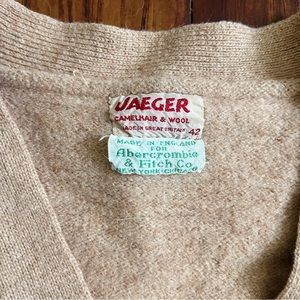 JAEGER
CAMELHAIR & WOOL
MADE IN GREAT BRITAIN 42
MADE IN ENGLAND
FOR
Abercrombie
& Fitch Co.
NEW YORK CHICAGO